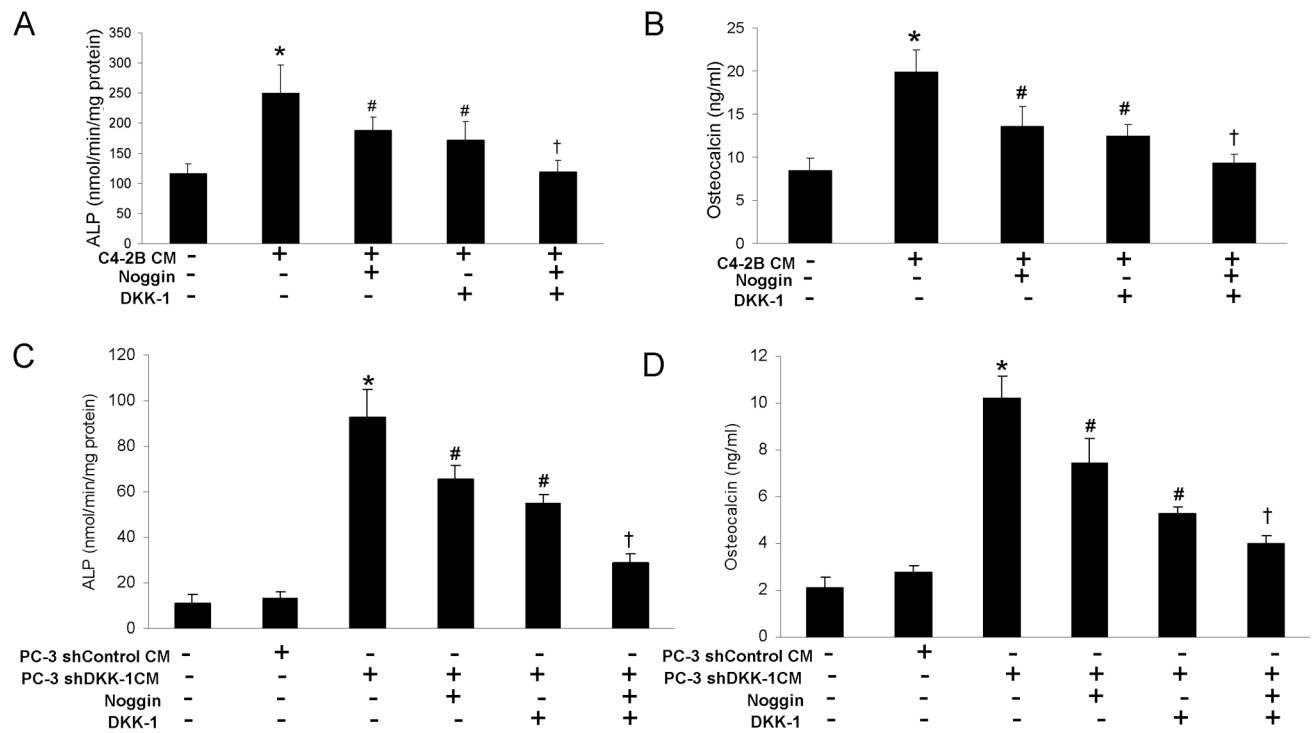 A
ALP (nmol/min/mg protein)
350
300
250
200
150
100
50
0
*
#
#
†
C4-2B CM - + + + +
Noggin - - + - +
DKK-1 - - - + +
B
Osteocalcin (ng/ml)
25
20
15
10
5
0
*
#
#
†
C4-2B CM - + + + +
Noggin - - + - +
DKK-1 - - - + +
C
ALP (nmol/min/mg protein)
120
100
80
60
40
20
0
*
#
#
†
PC-3 shControl CM - + - - - -
PC-3 shDKK-1CM - - + + + +
Noggin - - - + - +
DKK-1 - - - - + +
D
Osteocalcin (ng/ml)
12
10
8
6
4
2
0
*
#
#
†
PC-3 shControl CM - + - - - -
PC-3 shDKK-1CM - - + + + +
Noggin - - - + - +
DKK-1 - - - - + +